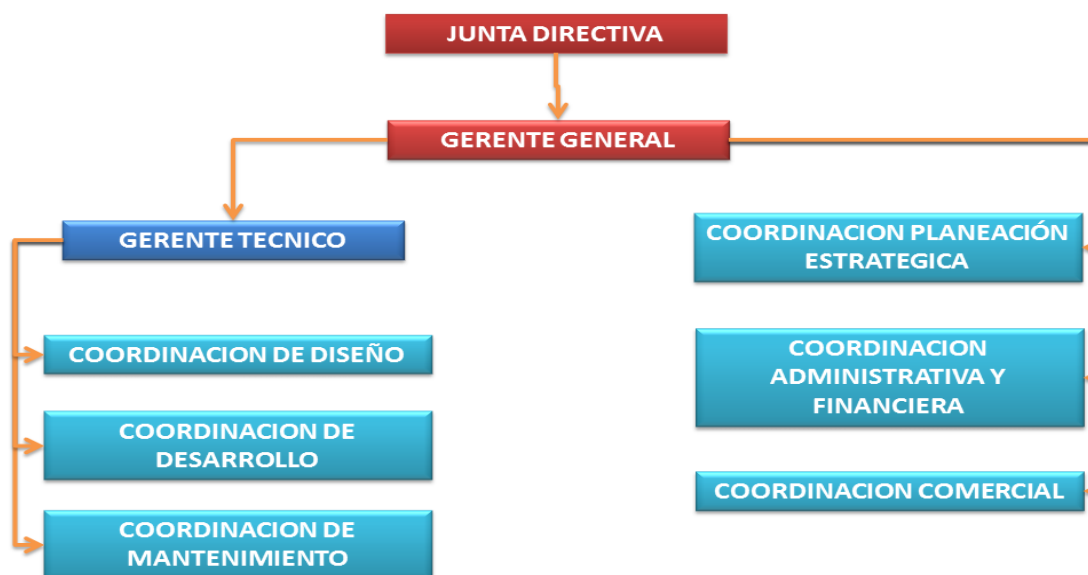 JUNTA DIRECTIVA
GERENTE GENERAL
GERENTE TECNICO
COORDINACION DE DISEÑO
COORDINACION DE
DESARROLLO
COORDINACION DE
MANTENIMIENTO
COORDINACION PLANEACIÓN
ESTRATEGICA
COORDINACION
ADMINISTRATIVA Y
FINANCIERA
COORDINACION COMERCIAL